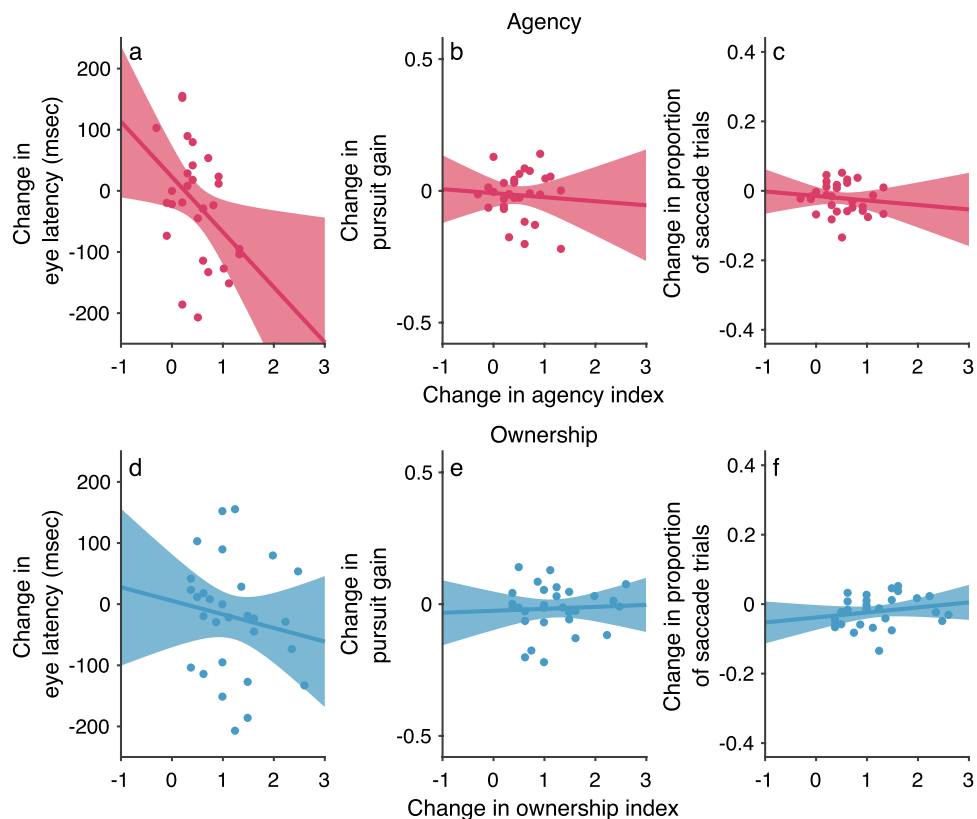 Agency
a
Change in
eye latency (msec)
200
100
0
-100
-200
-1 0 1 2 3
b
Change in
pursuit gain
0.5
0
-0.5
-1 0 1 2 3
c
Change in proportion
of saccade trials
0.4
0.2
0
-0.2
-0.4
-1 0 1 2 3
Change in agency index
Ownership
d
Change in
eye latency (msec)
200
100
0
-100
-200
-1 0 1 2 3
e
Change in
pursuit gain
0.5
0
-0.5
-1 0 1 2 3
f
Change in proportion
of saccade trials
0.4
0.2
0
-0.2
-0.4
-1 0 1 2 3
Change in ownership index